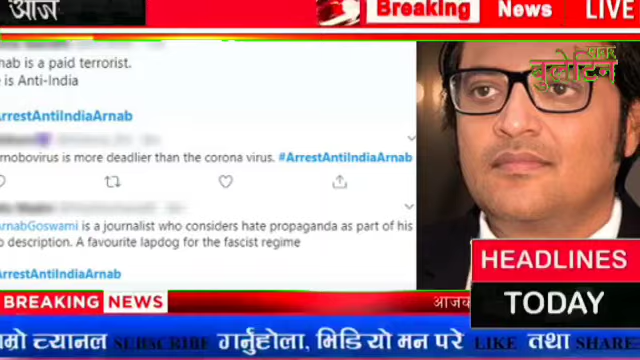 आज
Breaking News LIVE
खबर
बुलेटिन
nab is a paid terrorist.
is Anti-India
ArrestAntiIndiaArnab
rnobovirus is more deadlier than the corona virus. #ArrestAntiIndiaArnab
ArnabGoswami is a journalist who considers hate propaganda as part of his
description. A favourite lapdog for the fascist regime
ArrestAntiIndiaArnab
HEADLINES
TODAY
BREAKING NEWS
आजक
म्रो च्यानल SUBSCRIBE गर्नुहोला, भिडियो मन परे LIKE तथा SHARE